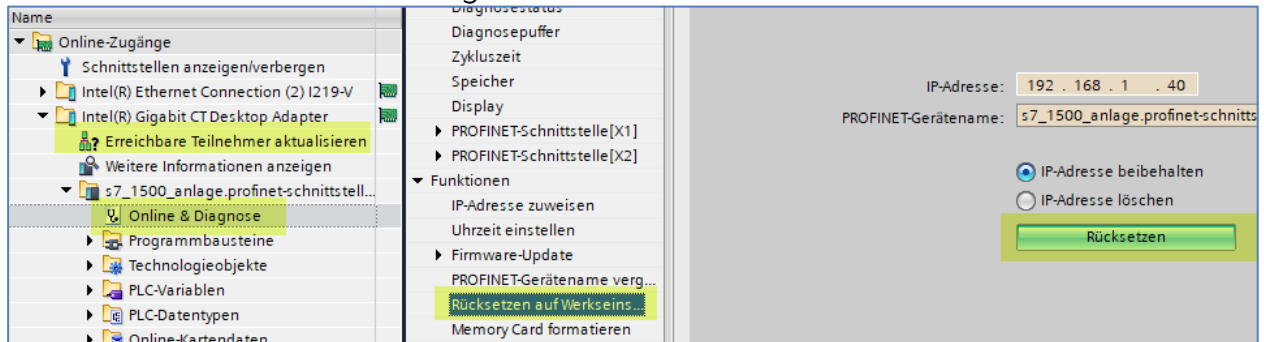 Name
Online-Zugänge
Schnittstellen anzeigen/verbergen
Intel(R) Ethernet Connection (2) I219-V
Intel(R) Gigabit CT Desktop Adapter
Erreichbare Teilnehmer aktualisieren
Weitere Informationen anzeigen
s7_1500_anlage.profinet-schnittstell...
Online & Diagnose
Programmbausteine
Technologieobjekte
PLC-Variablen
PLC-Datentypen
Online-Kartendaten
Diagnosestatus
Diagnosepuffer
Zykluszeit
Speicher
Display
PROFINET-Schnittstelle[X1]
PROFINET-Schnittstelle[X2]
Funktionen
IP-Adresse zuweisen
Uhrzeit einstellen
Firmware-Update
PROFINET-Gerätename verg...
Rücksetzen auf Werkseins...
Memory Card formatieren
IP-Adresse: 192 . 168 . 1 . 40
PROFINET-Gerätename: s7_1500_anlage.profinet-schnitts
IP-Adresse beibehalten
IP-Adresse löschen
Rücksetzen